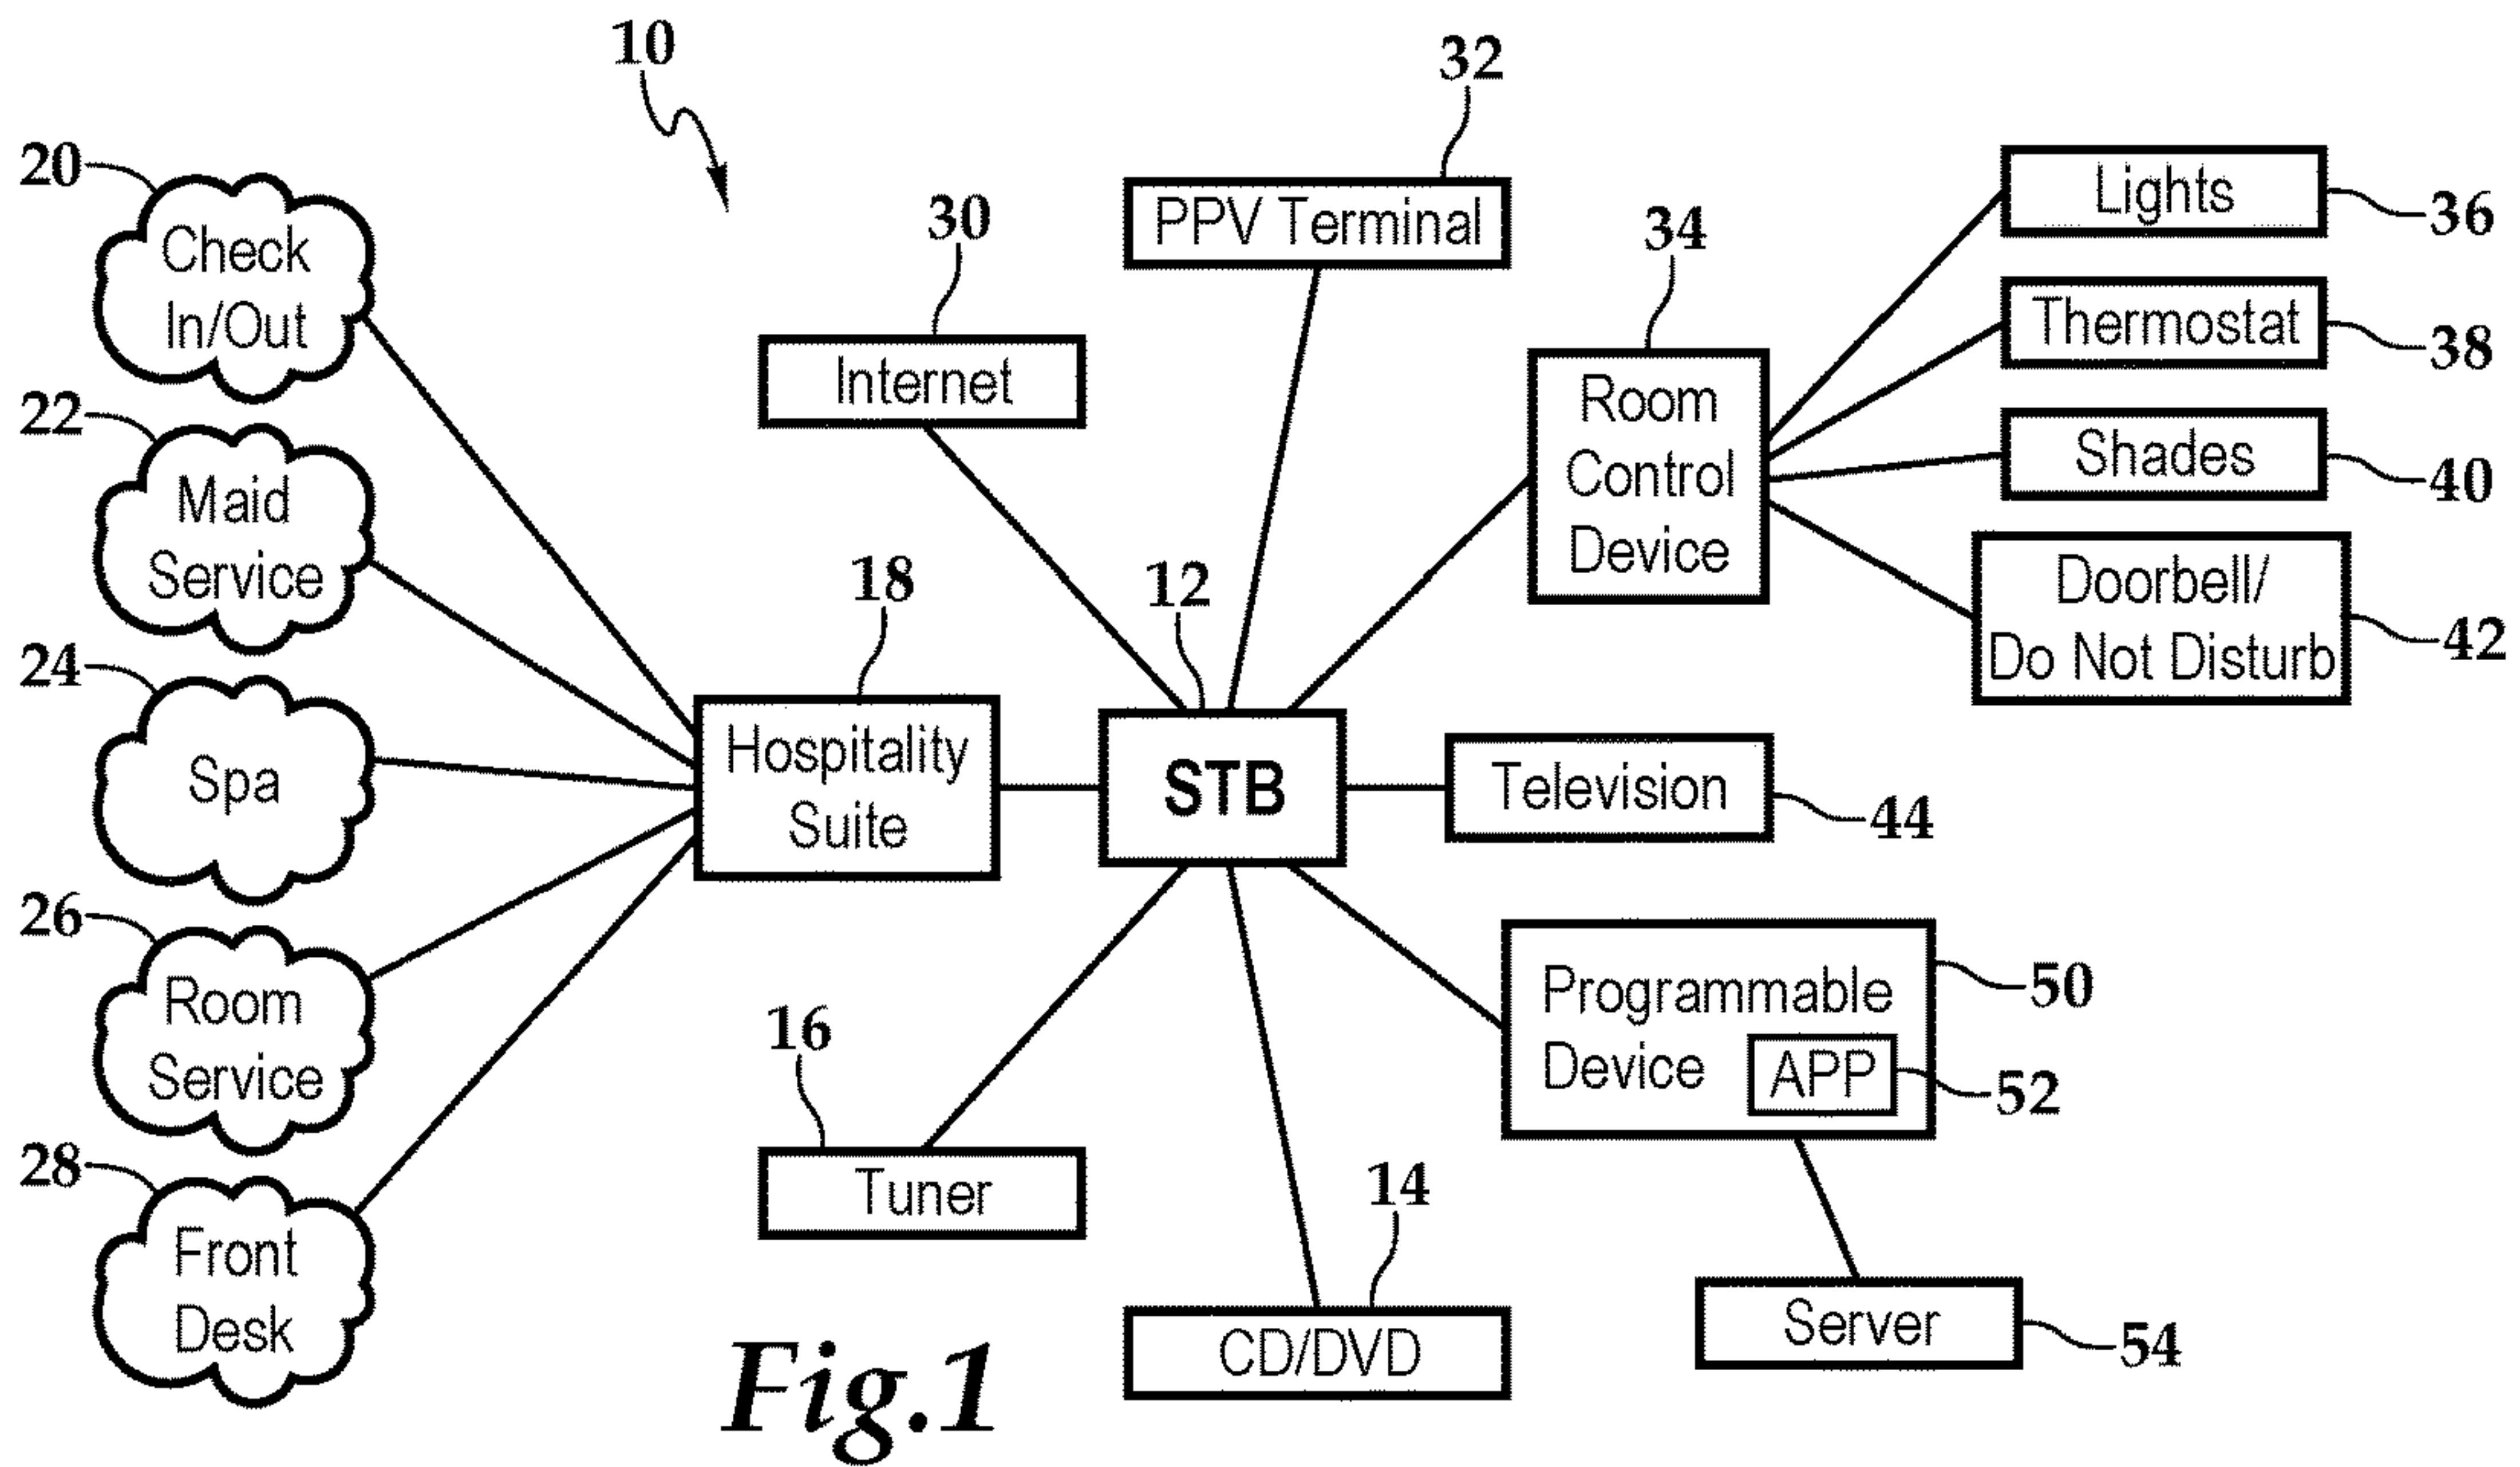 10
32
20
Check
In/Out
30
PPV Terminal
34
Lights
36
Internet
Thermostat
38
22
Maid
Service
Room
Control
Device
Shades
40
18
12
Doorbell/
Do Not Disturb
42
24
Spa
Hospitality
Suite
STB
Television
44
26
Room
Service
16
Programmable
Device
50
APP
52
28
Front
Desk
Tuner
14
CD/DVD
Server
54
Fig.1